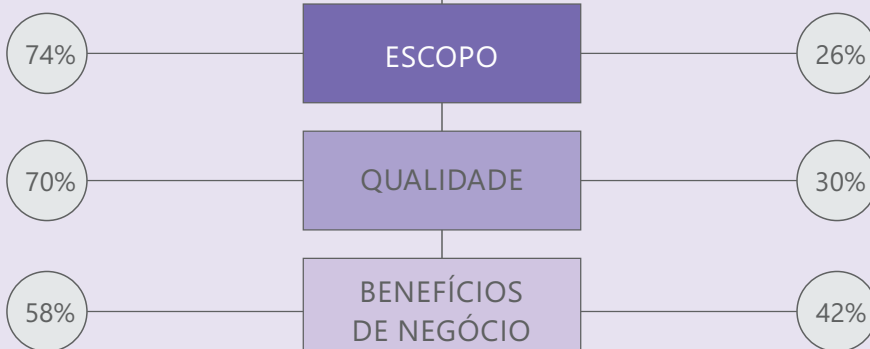 74% ESCOPO 26%
70% QUALIDADE 30%
58% BENEFÍCIOS
DE NEGÓCIO 42%